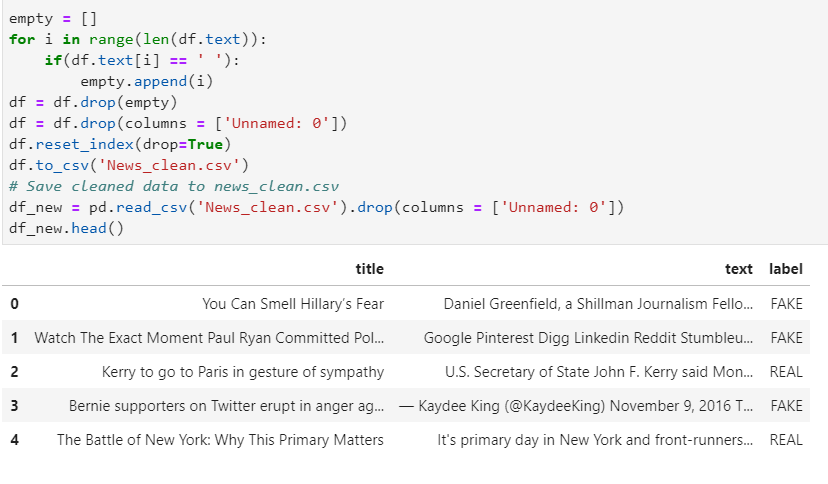 empty = []
for i in range(len(df.text)):
    if(df.text[i] == ' '):
        empty.append(i)
df = df.drop(empty)
df = df.drop(columns = ['Unnamed: 0'])
df.reset_index(drop=True)
df.to_csv('News_clean.csv')
# Save cleaned data to news_clean.csv
df_new = pd.read_csv('News_clean.csv').drop(columns = ['Unnamed: 0'])
df_new.head()
title text label
0 You Can Smell Hillary’s Fear Daniel Greenfield, a Shillman Journalism Fello... FAKE
1 Watch The Exact Moment Paul Ryan Committed Pol... Google Pinterest Digg Linkedin Reddit Stumbleu... FAKE
2 Kerry to go to Paris in gesture of sympathy U.S. Secretary of State John F. Kerry said Mon... REAL
3 Bernie supporters on Twitter erupt in anger ag... — Kaydee King (@KaydeeKing) November 9, 2016 T... FAKE
4 The Battle of New York: Why This Primary Matters It's primary day in New York and front-runners... REAL